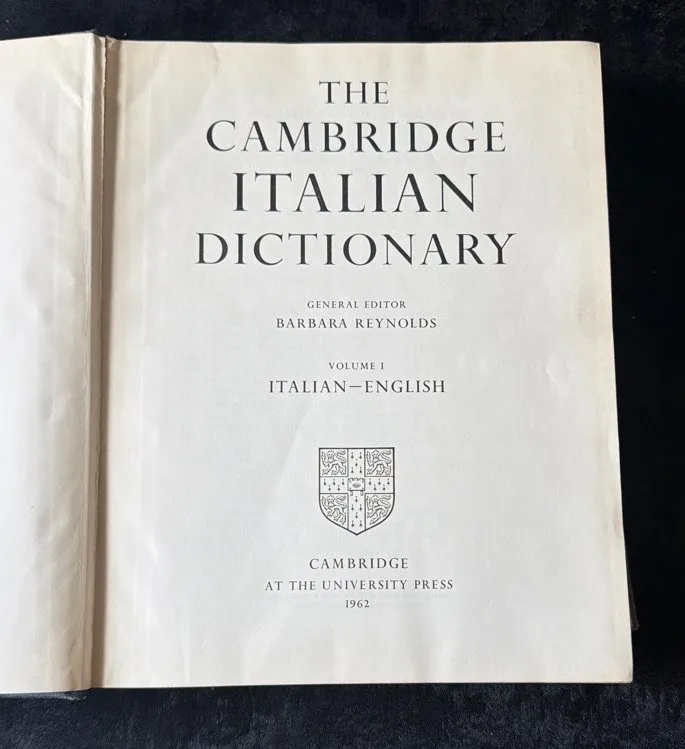 THE
CAMBRIDGE
ITALIAN
DICTIONARY
GENERAL EDITOR
BARBARA REYNOLDS
VOLUME I
ITALIAN—ENGLISH
CAMBRIDGE
AT THE UNIVERSITY PRESS
1962